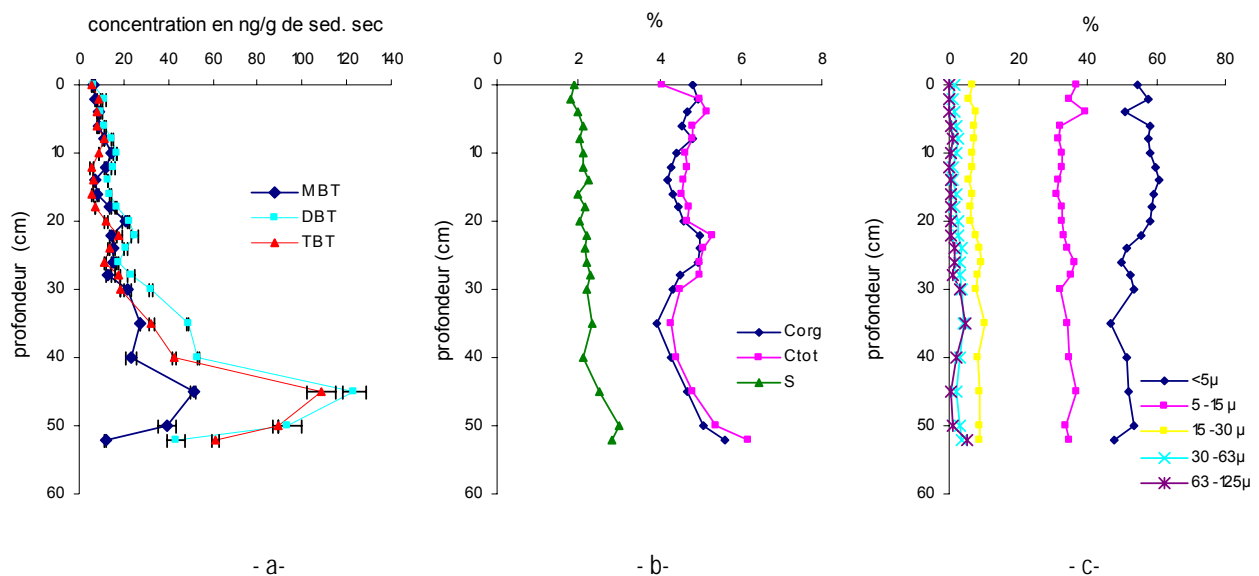 concentration en ng/g de sed. sec
0 20 40 60 80 100 120 140
0
10
20
30
40
50
60
profondeur (cm)
MBT
DBT
TBT
- a-
%
0 2 4 6 8
0
10
20
30
40
50
60
profondeur (cm)
Corg
Ctot
S
- b-
%
0 20 40 60 80
0
10
20
30
40
50
60
profondeur (cm)
<5µ
5 -15 µ
15 -30 µ
30 -63µ
63 -125µ
- c-